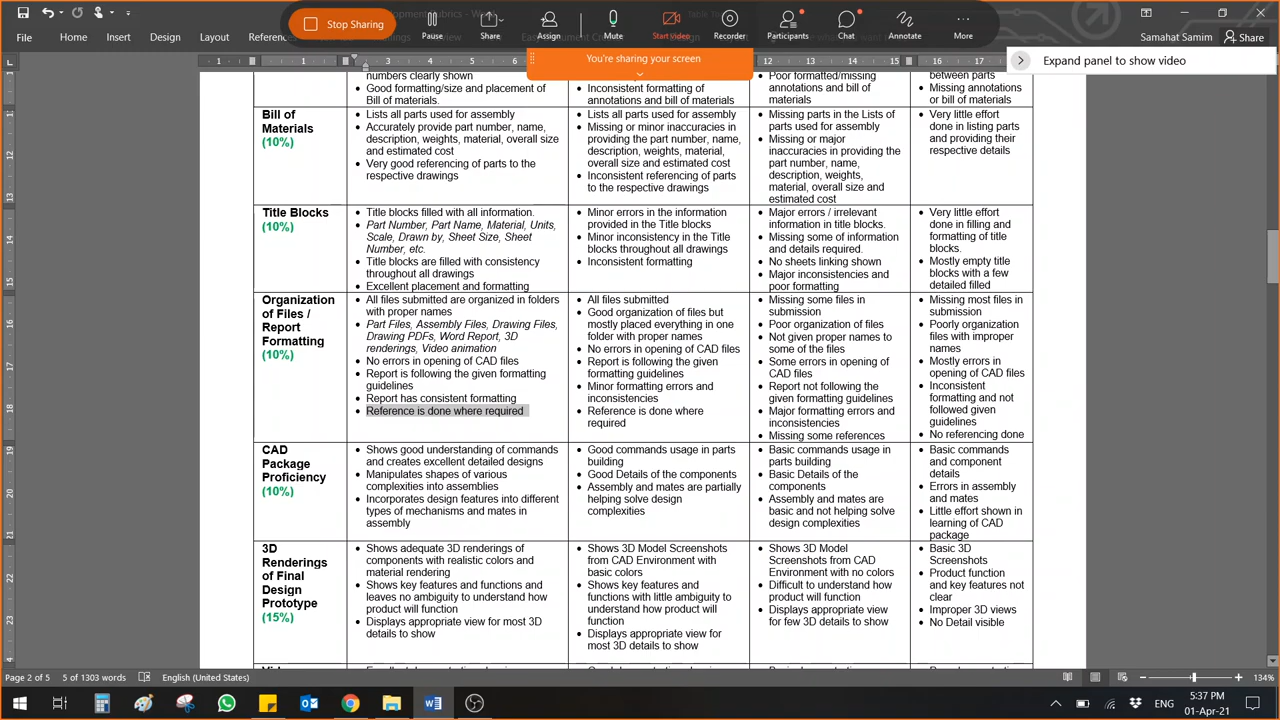 Stop Sharing
Pause
Share
Assign
Mute
Start Video
Recorder
Participants
Chat
Annotate
More
You're sharing your screen
Expand panel to show video
File
Home
Insert
Design
Layout
Samahat Samim
Share
numbers clearly shown
Good formatting/size and placement of
Bill of materials.
Inconsistent formatting of
annotations and bill of materials
Poor formatted/missing
annotations and bill of
materials
between parts
Missing annotations
or bill of materials
Bill of
Materials
(10%)
Lists all parts used for assembly
Accurately provide part number, name,
description, weights, material, overall size
and estimated cost
Very good referencing of parts to the
respective drawings
Lists all parts used for assembly
Missing or minor inaccuracies in
providing the part number, name,
description, weights, material,
overall size and estimated cost
Inconsistent referencing of parts
to the respective drawings
Missing parts in the Lists of
parts used for assembly
Missing or major
inaccuracies in providing the
part number, name,
description, weights,
material, overall size and
estimated cost
Very little effort
done in listing parts
and providing their
respective details
Title Blocks
(10%)
Title blocks filled with all information.
Part Number, Part Name, Material, Units,
Scale, Drawn by, Sheet Size, Sheet
Number, etc.
Title blocks are filled with consistency
throughout all drawings
Excellent placement and formatting
Minor errors in the information
provided in the Title blocks
Minor inconsistency in the Title
blocks throughout all drawings
Inconsistent formatting
Major errors / irrelevant
information in title blocks.
Missing some of information
and details required.
No sheets linking shown
Major inconsistencies and
poor formatting
Very little effort
done in filling and
formatting of title
blocks.
Mostly empty title
blocks with a few
detailed filled
Organization
of Files /
Report
Formatting
(10%)
All files submitted are organized in folders
with proper names
Part Files, Assembly Files, Drawing Files,
Drawing PDFs, Word Report, 3D
renderings, Video animation
No errors in opening of CAD files
Report is following the given formatting
guidelines
Report has consistent formatting
Reference is done where required
All files submitted
Good organization of files but
mostly placed everything in one
folder with proper names
No errors in opening of CAD files
Report is following the given
formatting guidelines
Minor formatting errors and
inconsistencies
Reference is done where
required
Missing some files in
submission
Poor organization of files
Not given proper names to
some of the files
Some errors in opening of
CAD files
Report not following the
given formatting guidelines
Major formatting errors and
inconsistencies
Missing some references
Missing most files in
submission
Poorly organization
files with improper
names
Mostly errors in
opening of CAD files
Inconsistent
formatting and not
followed given
guidelines
No referencing done
CAD
Package
Proficiency
(10%)
Shows good understanding of commands
and creates excellent detailed designs
Manipulates shapes of various
complexities into assemblies
Incorporates design features into different
types of mechanisms and mates in
assembly
Good commands usage in parts
building
Good Details of the components
Assembly and mates are partially
helping solve design
complexities
Basic commands usage in
parts building
Basic Details of the
components
Assembly and mates are
basic and not helping solve
design complexities
Basic commands
and component
details
Errors in assembly
and mates
Little effort shown in
learning of CAD
package
3D
Renderings
of Final
Design
Prototype
(15%)
Shows adequate 3D renderings of
components with realistic colors and
material rendering
Shows key features and functions and
leaves no ambiguity to understand how
product will function
Displays appropriate view for most 3D
details to show
Shows 3D Model Screenshots
from CAD Environment with
basic colors
Shows key features and
functions with little ambiguity to
understand how product will
function
Displays appropriate view for
most 3D details to show
Shows 3D Model
Screenshots from CAD
Environment with no colors
Difficult to understand how
product will function
Displays appropriate view
for few 3D details to show
Basic 3D
Screenshots
Product function
and key features not
clear
Improper 3D views
No Detail visible
Page 2 of 5
5 of 1303 words
English (United States)
134%
ENG
5:37 PM
01-Apr-21